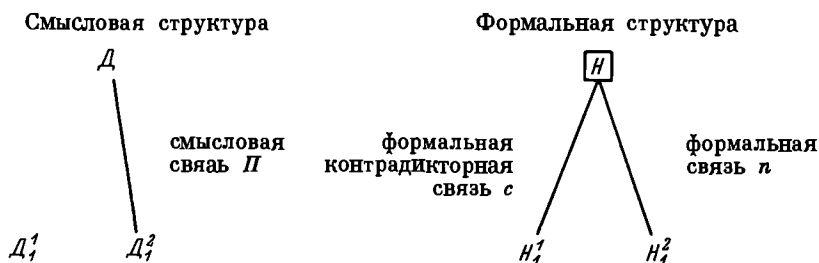 Смысловая структура
Формальная структура
Д
Н
смысловая
связь П
формальная
контрадикторная
связь с
формальная
связь п
Д₁¹
Д₁²
Н₁¹
Н₁²